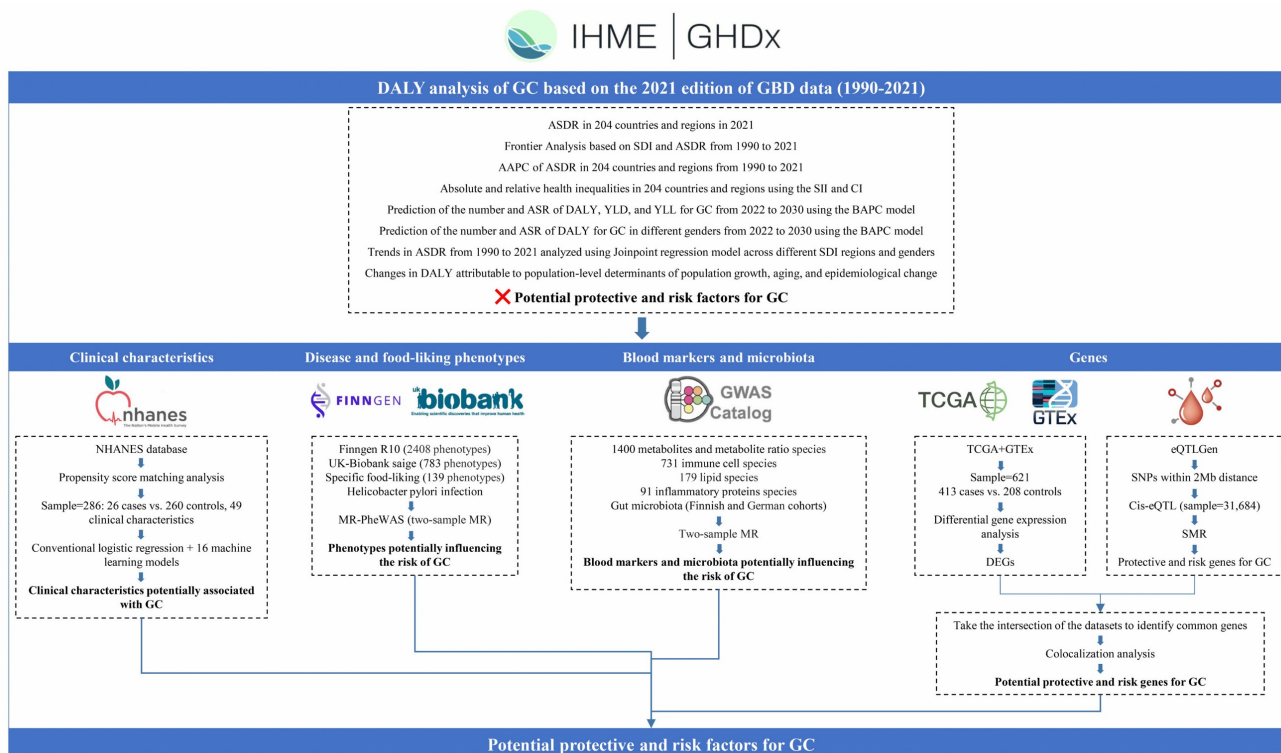 IHME | GHDx
DALY analysis of GC based on the 2021 edition of GBD data (1990-2021)
ASDR in 204 countries and regions in 2021
Frontier Analysis based on SDI and ASDR from 1990 to 2021
AAPC of ASDR in 204 countries and regions from 1990 to 2021
Absolute and relative health inequalities in 204 countries and regions using the SII and CI
Prediction of the number and ASR of DALY, YLD, and YLL for GC from 2022 to 2030 using the BAPC model
Prediction of the number and ASR of DALY for GC in different genders from 2022 to 2030 using the BAPC model
Trends in ASDR from 1990 to 2021 analyzed using Joinpoint regression model across different SDI regions and genders
Changes in DALY attributable to population-level determinants of population growth, aging, and epidemiological change
Potential protective and risk factors for GC
Clinical characteristics
nhanes
The Nation's Mobile Health Survey
NHANES database
Propensity score matching analysis
Sample=286: 26 cases vs. 260 controls, 49
clinical characteristics
Conventional logistic regression + 16 machine
learning models
Clinical characteristics potentially associated
with GC
Disease and food-liking phenotypes
FINNGEN
uk
biobank
Enabling scientific discoveries that improve human health
Finngen R10 (2408 phenotypes)
UK-Biobank saige (783 phenotypes)
Specific food-liking (139 phenotypes)
Helicobacter pylori infection
MR-PheWAS (two-sample MR)
Phenotypes potentially influencing
the risk of GC
Blood markers and microbiota
GWAS
Catalog
1400 metabolites and metabolite ratio species
731 immune cell species
179 lipid species
91 inflammatory proteins species
Gut microbiota (Finnish and German cohorts)
Two-sample MR
Blood markers and microbiota potentially influencing
the risk of GC
Genes
TCGA
GTEx
TCGA+GTEx
Sample=621
413 cases vs. 208 controls
Differential gene expression
analysis
DEGs
eQTLGen
SNPs within 2Mb distance
Cis-eQTL (sample=31,684)
SMR
Protective and risk genes for GC
Take the intersection of the datasets to identify common genes
Colocalization analysis
Potential protective and risk genes for GC
Potential protective and risk factors for GC